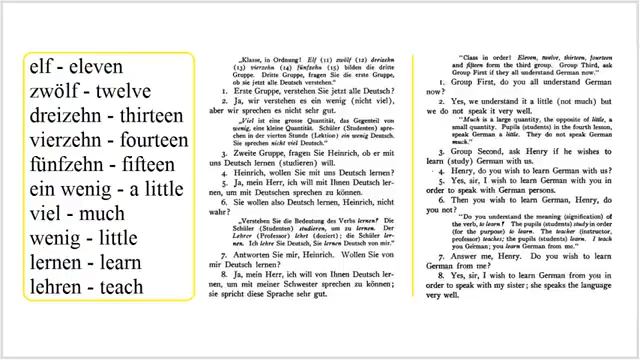 elf - eleven
zwölf - twelve
dreizehn - thirteen
vierzehn - fourteen
fünfzehn - fifteen
ein wenig - a little
viel - much
wenig - little
lernen - learn
lehren - teach
„Klasse, in Ordnung! Elf (11) zwölf (12) dreizehn
(13) vierzehn (14) fünfzehn (15) bilden die dritte
Gruppe. Dritte Gruppe, fragen Sie die erste Gruppe,
ob sie jetzt alle Deutsch verstehen.“
1. Erste Gruppe, verstehen Sie jetzt alle Deutsch?
2. Ja, wir verstehen es ein wenig (nicht viel),
aber wir sprechen es nicht sehr gut.
„Viel ist eine grosse Quantität, das Gegenteil von
wenig, eine kleine Quantität. Schüler (Studenten) spre-
chen in der vierten Stunde (Lektion) ein wenig Deutsch.
Sie sprechen nicht viel Deutsch.“
3. Zweite Gruppe, fragen Sie Heinrich, ob er mit
uns Deutsch lernen (studieren) will.
4. Heinrich, wollen Sie mit uns Deutsch lernen?
5. Ja, mein Herr, ich will mit Ihnen Deutsch ler-
nen, um mit Deutschen sprechen zu können.
6. Sie wollen also Deutsch lernen, Heinrich, nicht
wahr?
„Verstehen Sie die Bedeutung des Verbs lernen? Die
Schüler (Studenten) studieren, um zu lernen. Der
Lehrer (Professor) lehrt (doziert); die Schüler ler-
nen. Ich lehre Sie Deutsch, Sie lernen Deutsch von mir.“
7. Antworten Sie mir, Heinrich. Wollen Sie von
mir Deutsch lernen?
8. Ja, mein Herr, ich will von Ihnen Deutsch ler-
nen, um mit meiner Schwester sprechen zu können;
sie spricht diese Sprache sehr gut.
"Class in order! Eleven, twelve, thirteen, fourteen
and fifteen form the third group. Group Third, ask
Group First if they all understand German now."
1. Group First, do you all understand German
now?
2. Yes, we understand it a little (not much) but
we do not speak it very well.
"Much is a large quantity, the opposite of little, a
small quantity. Pupils (students) in the fourth lesson,
speak German a little. They do not speak German
much."
3. Group Second, ask Henry if he wishes to
learn (study) German with us.
4. Henry, do you wish to learn German with us?
5. Yes, sir, I wish to learn German with you in
order to speak with German persons.
6. Then you wish to learn German, Henry, do
you not?
"Do you understand the meaning (signification) of
the verb, to learn? The pupils (students) study in order
(for the purpose) to learn. The teacher (instructor,
professor) teaches; the pupils (students) learn. I teach
you German; you learn German from me."
7. Answer me, Henry. Do you wish to learn
German from me?
8. Yes, sir, I wish to learn German from you in
order to speak with my sister; she speaks the language
very well.